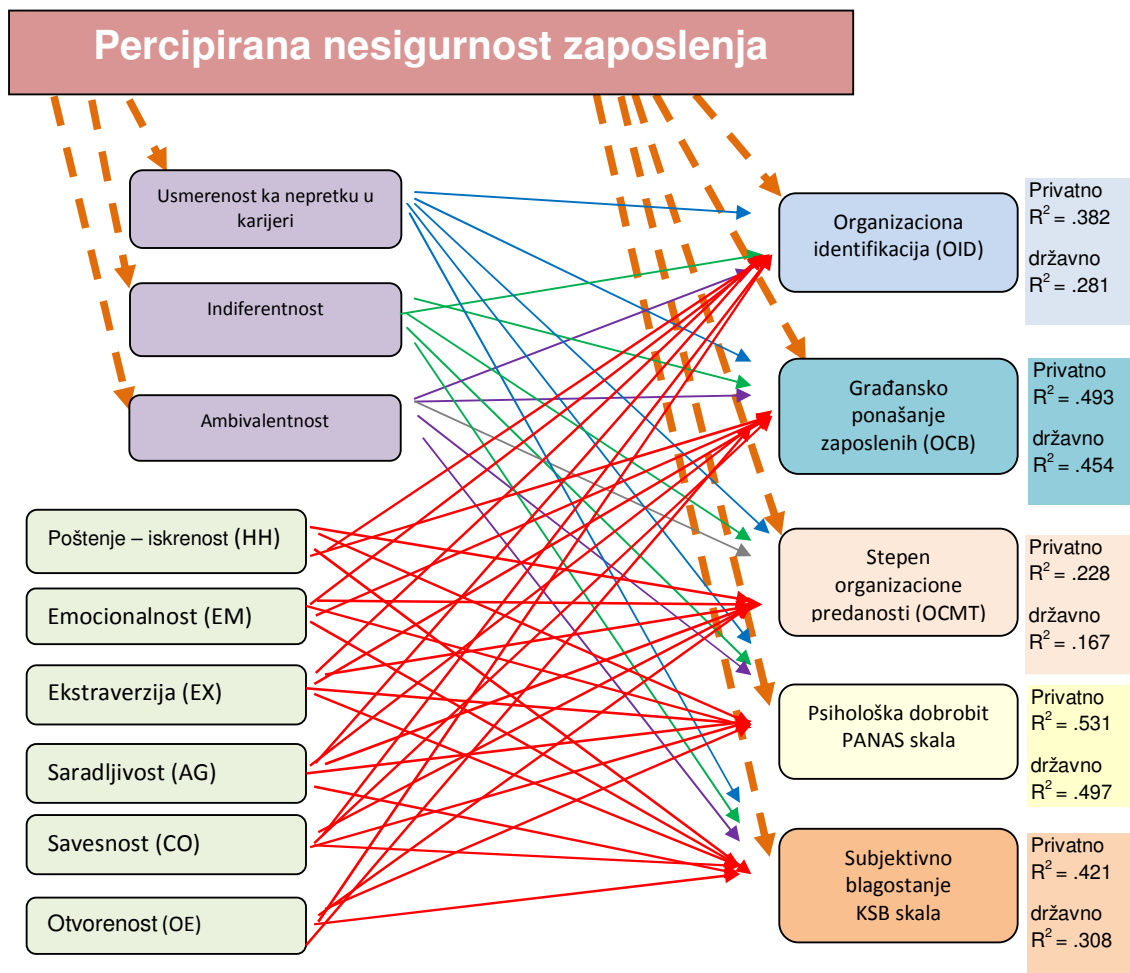 Percipirana nesigurnost zaposlenja
Usmerenost ka nepretku u
karijeri
Indiferentnost
Ambivalentnost
Poštenje – iskrenost (HH)
Emocionalnost (EM)
Ekstraverzija (EX)
Saradljivost (AG)
Savesnost (CO)
Otvorenost (OE)
Organizaciona
identifikacija (OID)
Privatno
R² = .382
državno
R² = .281
Građansko
ponašanje
zaposlenih (OCB)
Privatno
R² = .493
državno
R² = .454
Stepen
organizacione
predanosti (OCMT)
Privatno
R² = .228
državno
R² = .167
Psihološka dobrobit
PANAS skala
Privatno
R² = .531
državno
R² = .497
Subjektivno
blagostanje
KSB skala
Privatno
R² = .421
državno
R² = .308